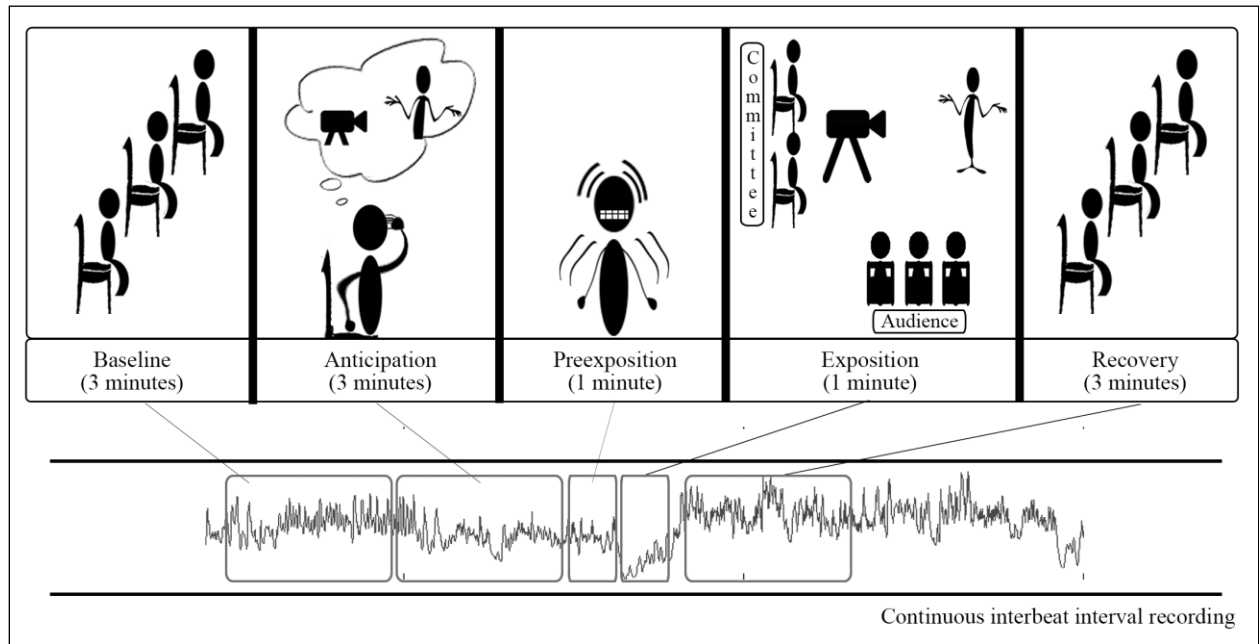 Committee
Audience
Baseline
(3 minutes)
Anticipation
(3 minutes)
Preexposition
(1 minute)
Exposition
(1 minute)
Recovery
(3 minutes)
Continuous interbeat interval recording